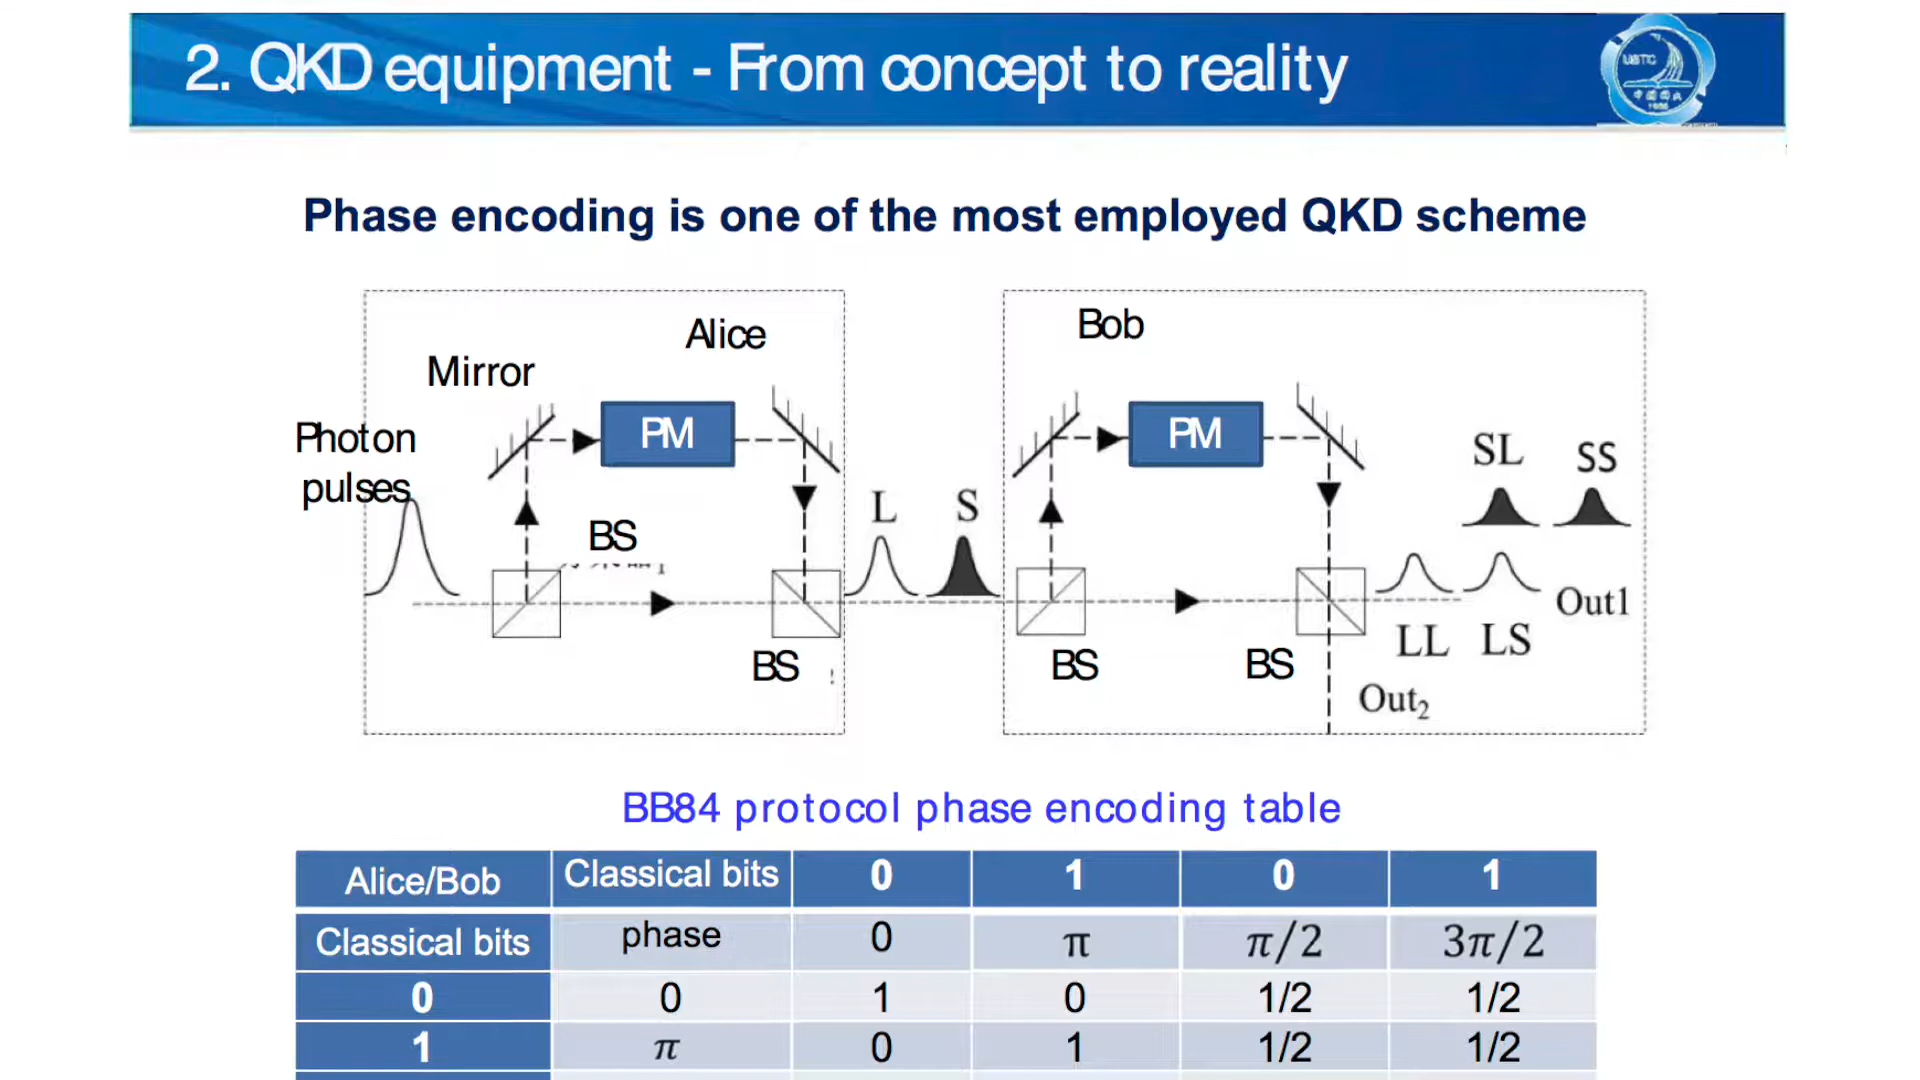 2. QKD equipment - From concept to reality
USTC
1958
Phase encoding is one of the most employed QKD scheme
Alice
Bob
Mirror
Photon
pulses
PM
PM
SL
SS
L
S
BS
BS
BS
BS
LL
LS
Out1
Out2
BB84 protocol phase encoding table
Alice/Bob Classical bits 0 1 0 1
Classical bits phase 0 π π/2 3π/2
0 0 1 0 1/2 1/2
1 π 0 1 1/2 1/2